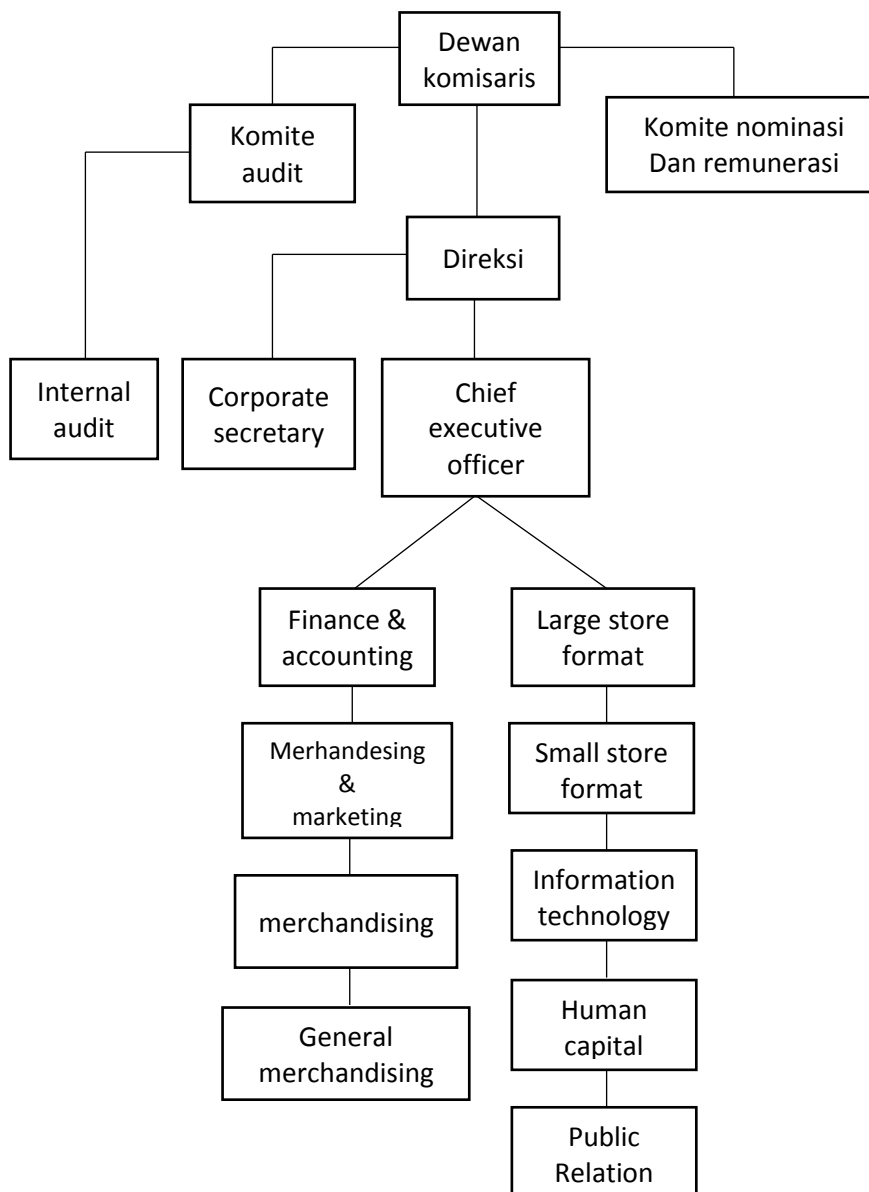 Dewan
komisaris
Komite
audit
Komite nominasi
Dan remunerasi
Direksi
Internal
audit
Corporate
secretary
Chief
executive
officer
Finance &
accounting
Large store
format
Merhandesing
&
marketing
Small store
format
merchandising
Information
technology
General
merchandising
Human
capital
Public
Relation